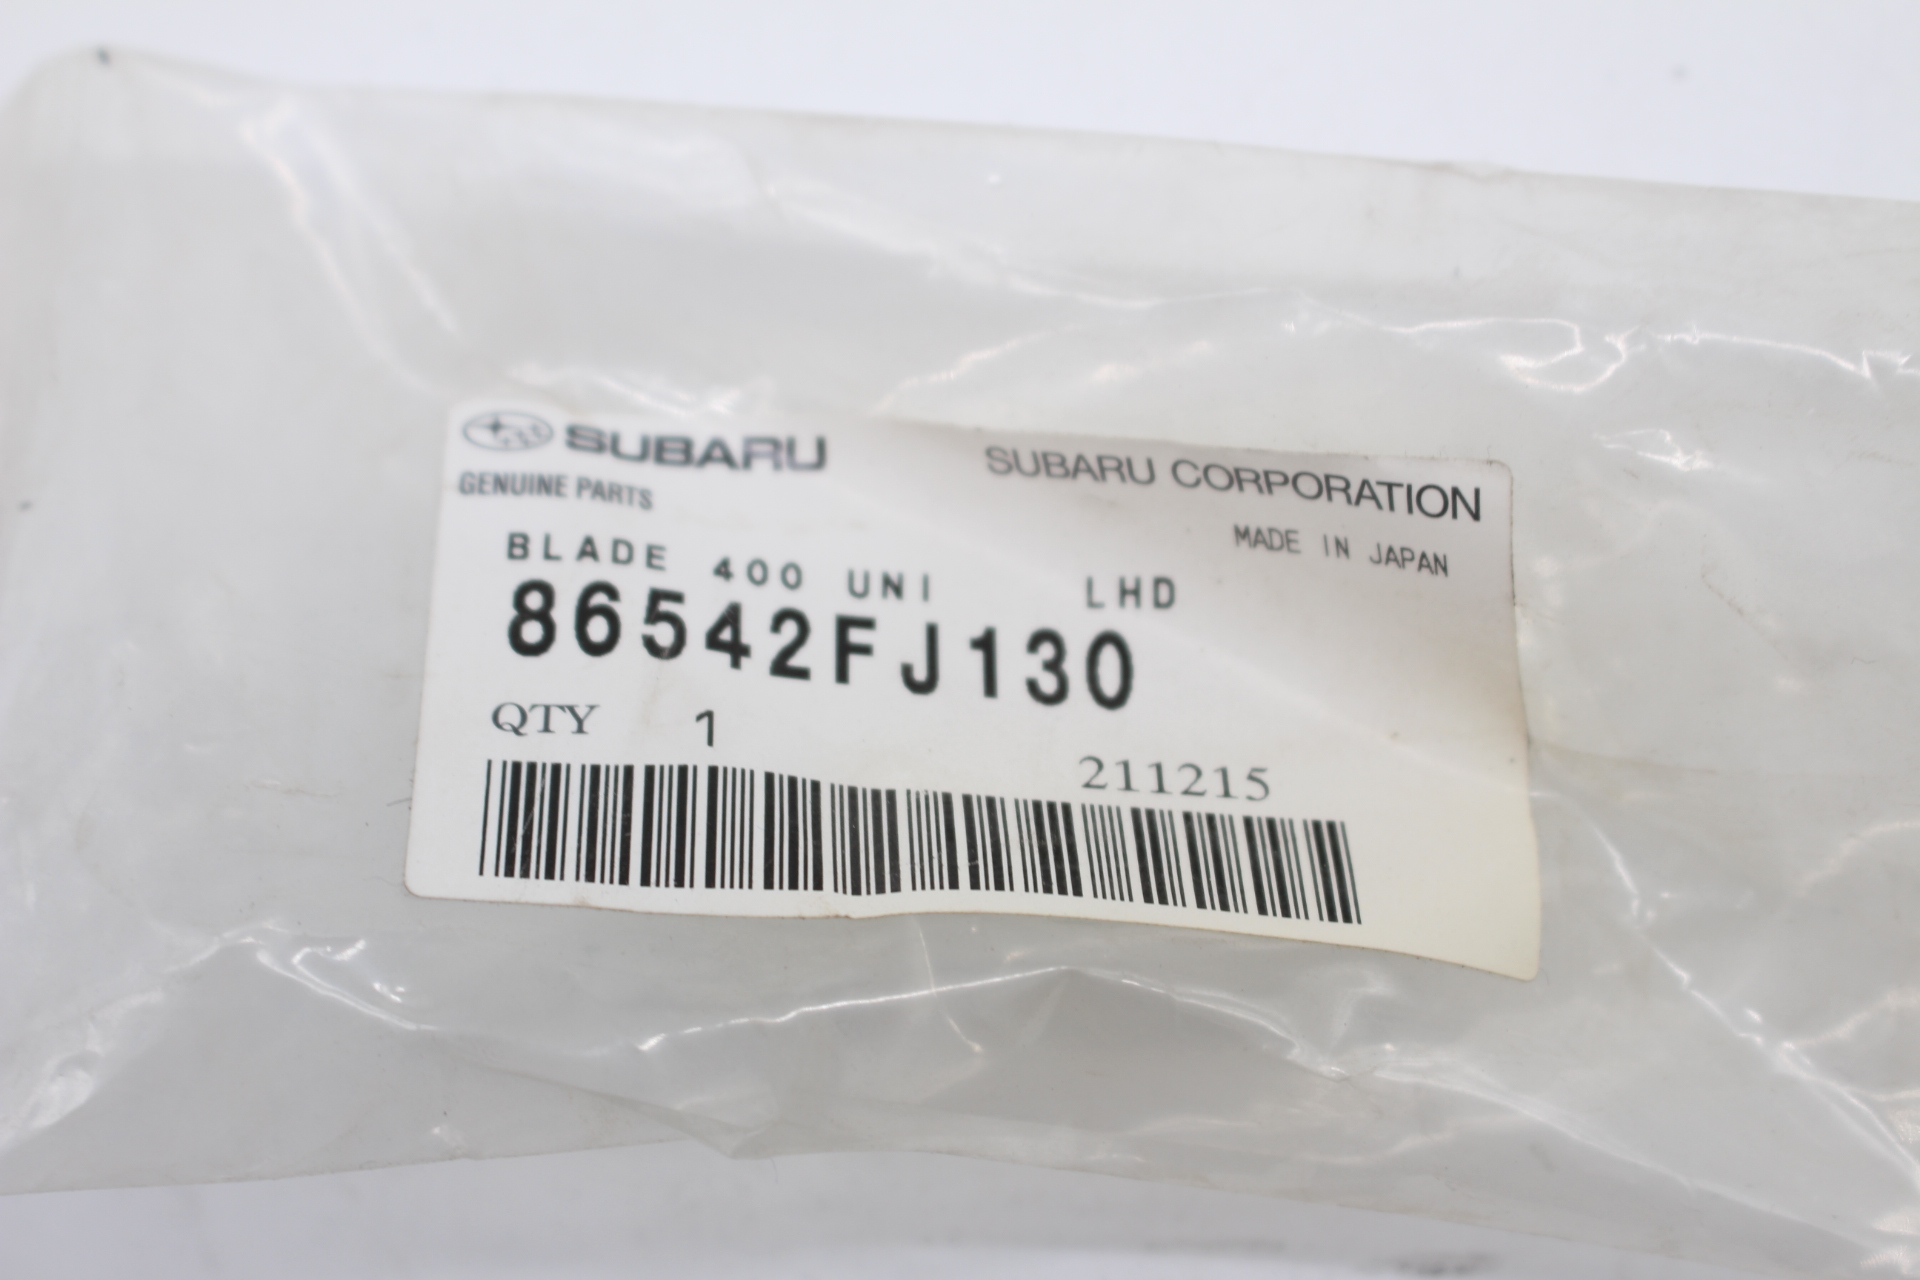 SUBARU
SUBARU CORPORATION
GENUINE PARTS
MADE IN JAPAN
BLADE 400 UNI LHD
86542FJ130
QTY 1
211215